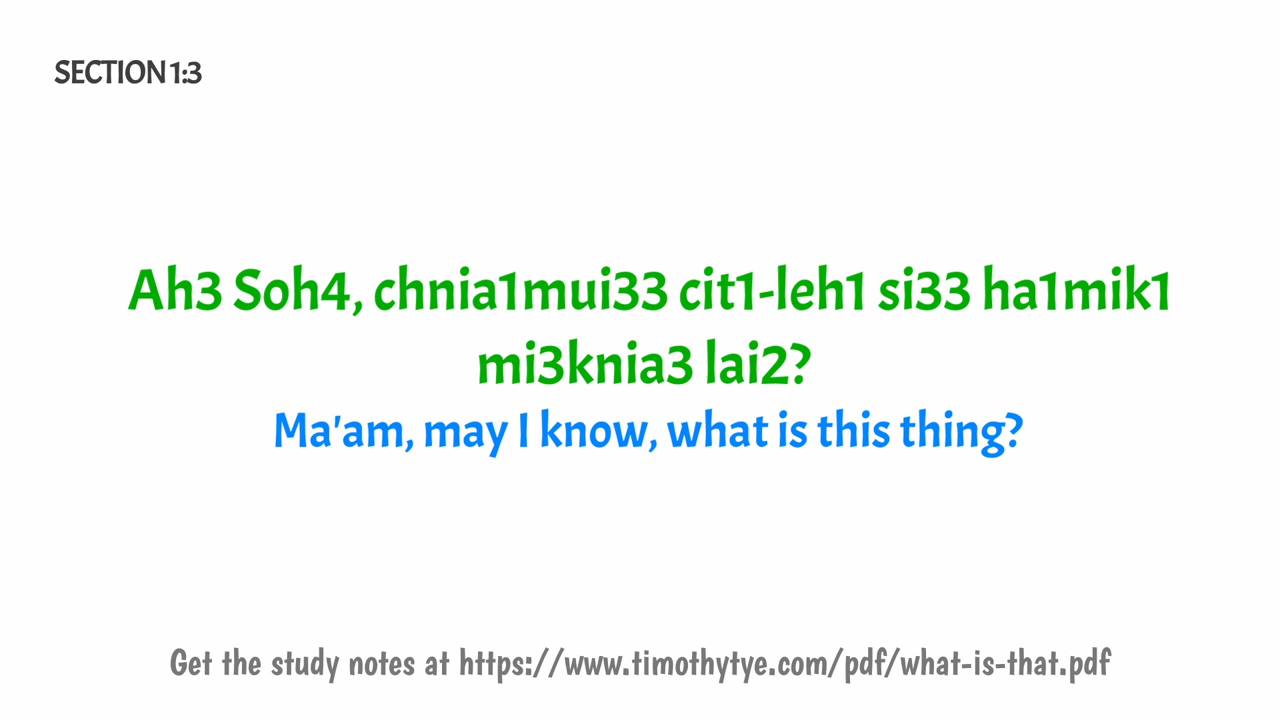 SECTION 1:3
Ah3 Soh4, chnia1mui33 cit1-leh1 si33 ha1mik1
mi3knia3 lai2?
Ma'am, may I know, what is this thing?
Get the study notes at https://www.timothytye.com/pdf/what-is-that.pdf